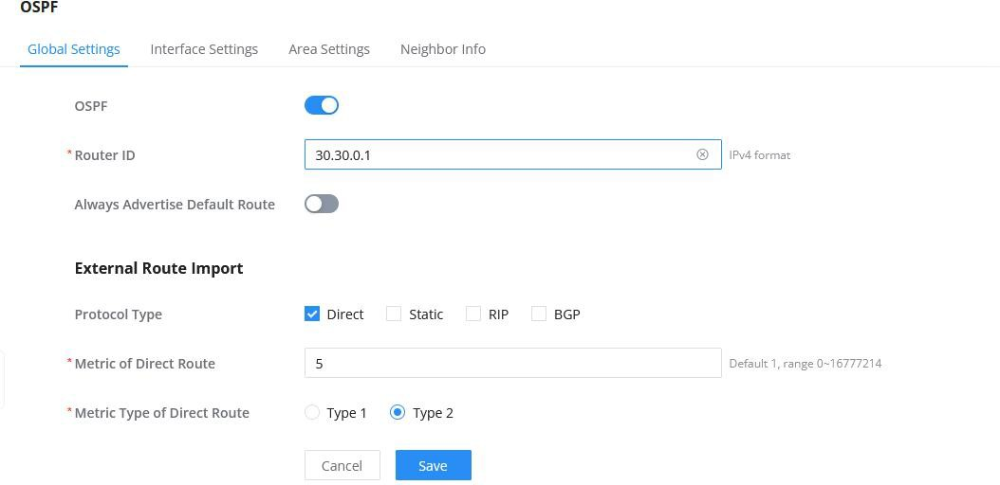 OSPF
Global Settings Interface Settings Area Settings Neighbor Info
OSPF
* Router ID 30.30.0.1 IPv4 format
Always Advertise Default Route
External Route Import
Protocol Type Direct Static RIP BGP
* Metric of Direct Route 5 Default 1, range 0~16777214
* Metric Type of Direct Route Type 1 Type 2
Cancel Save